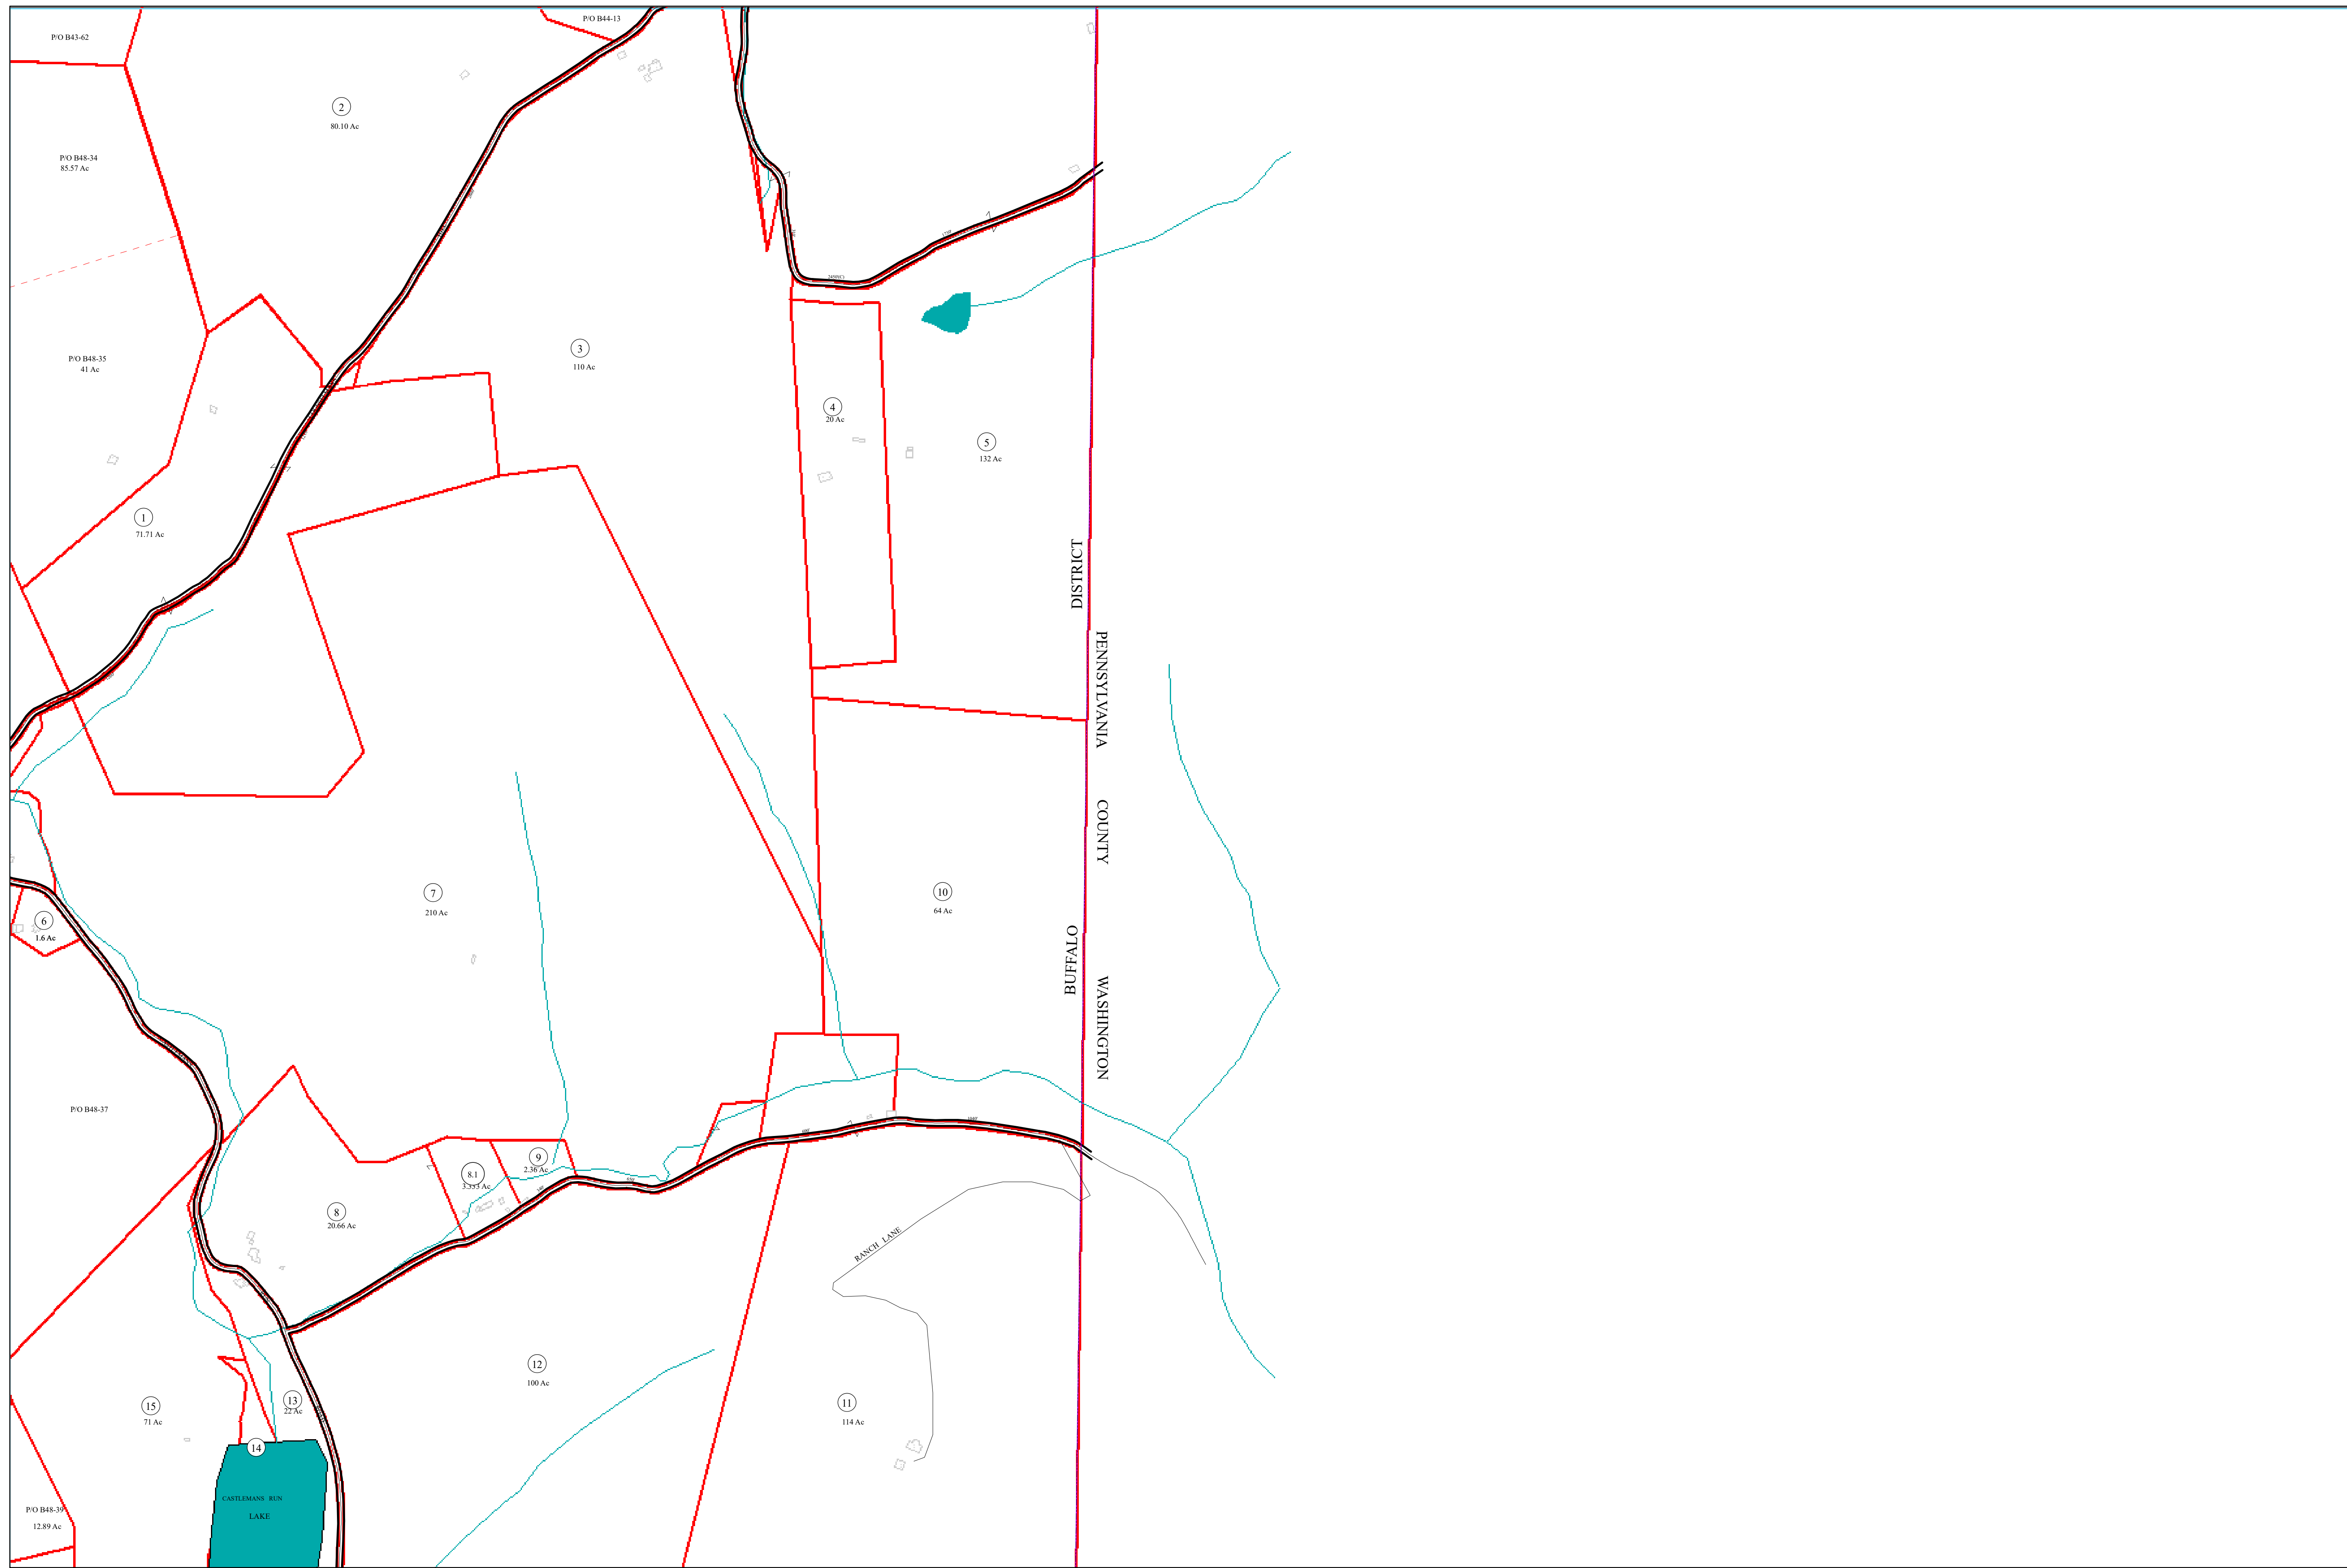 P/O B44-13
P/O B43-62
2
80.10 Ac
P/O B48-34
85.57 Ac
P/O B48-35
41 Ac
3
110 Ac
4
20 Ac
5
132 Ac
1
71.71 Ac
DISTRICT
PENNSYLVANIA
COUNTY
7
210 Ac
10
64 Ac
6
1.6 Ac
BUFFALO
WASHINGTON
P/O B48-37
9
2.36 Ac
8.1
3.353 Ac
8
20.66 Ac
RANCH LANE
12
100 Ac
13
22 Ac
15
71 Ac
11
114 Ac
14
CASTLEMANS RUN
LAKE
P/O B48-39
12.89 Ac